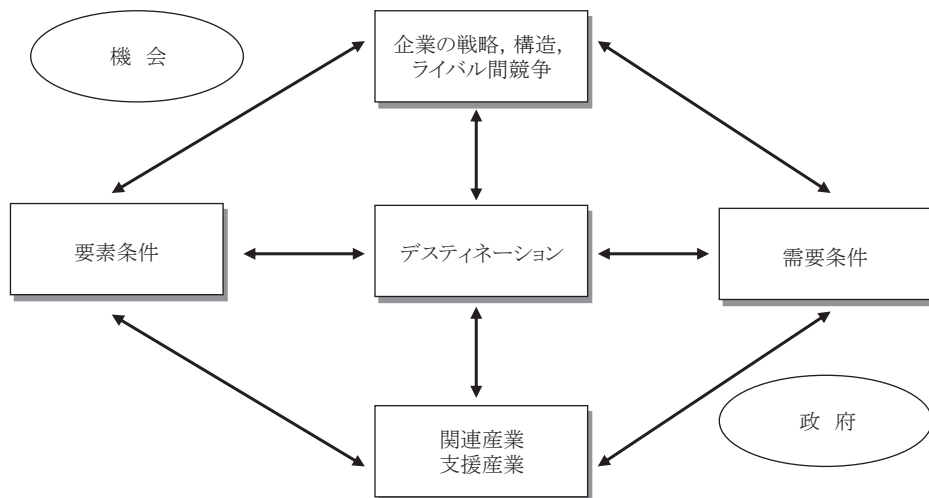 機 会
企業の戦略, 構造,
ライバル間競争
要素条件
デスティネーション
需要条件
関連産業
支援産業
政 府